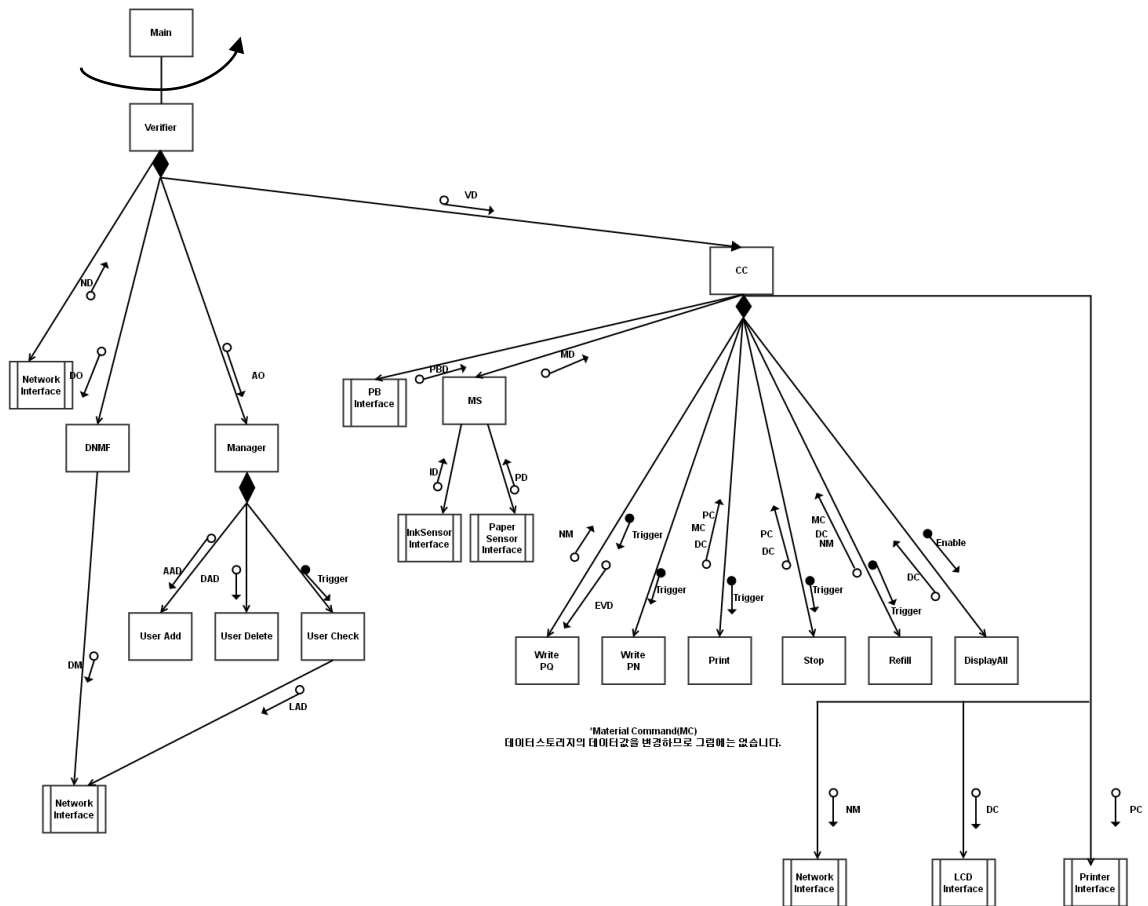 Main
Verifier
VD
CC
ND
Network
Interface
DO
AO
PBD
MD
PB
Interface
MS
DNMF
Manager
ID
PD
InkSensor
Interface
Paper
Sensor
Interface
AAD
DAD
Trigger
NM
Trigger
EVD
Trigger
PC
MC
DC
Trigger
PC
DC
Trigger
MC
DC
NM
Trigger
DC
Enable
User Add
User Delete
User Check
Write
PQ
Write
PN
Print
Stop
Refill
DisplayAll
DM
LAD
Network
Interface
*Material Command(MC)
데이터스토리지의 데이터값을 변경하므로 그림에는 없습니다.
NM
DC
PC
Network
Interface
LCD
Interface
Printer
Interface